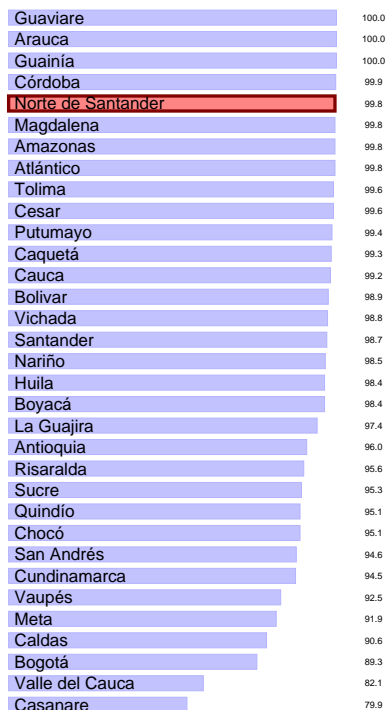 Guaviare 100.0
Arauca 100.0
Guainía 100.0
Córdoba 99.9
Norte de Santander 99.8
Magdalena 99.8
Amazonas 99.8
Atlántico 99.8
Tolima 99.6
Cesar 99.6
Putumayo 99.4
Caquetá 99.3
Cauca 99.2
Bolivar 98.9
Vichada 98.8
Santander 98.7
Nariño 98.5
Huila 98.4
Boyacá 98.4
La Guajira 97.4
Antioquia 96.0
Risaralda 95.6
Sucre 95.3
Quindío 95.1
Chocó 95.1
San Andrés 94.6
Cundinamarca 94.5
Vaupés 92.5
Meta 91.9
Caldas 90.6
Bogotá 89.3
Valle del Cauca 82.1
Casanare 79.9